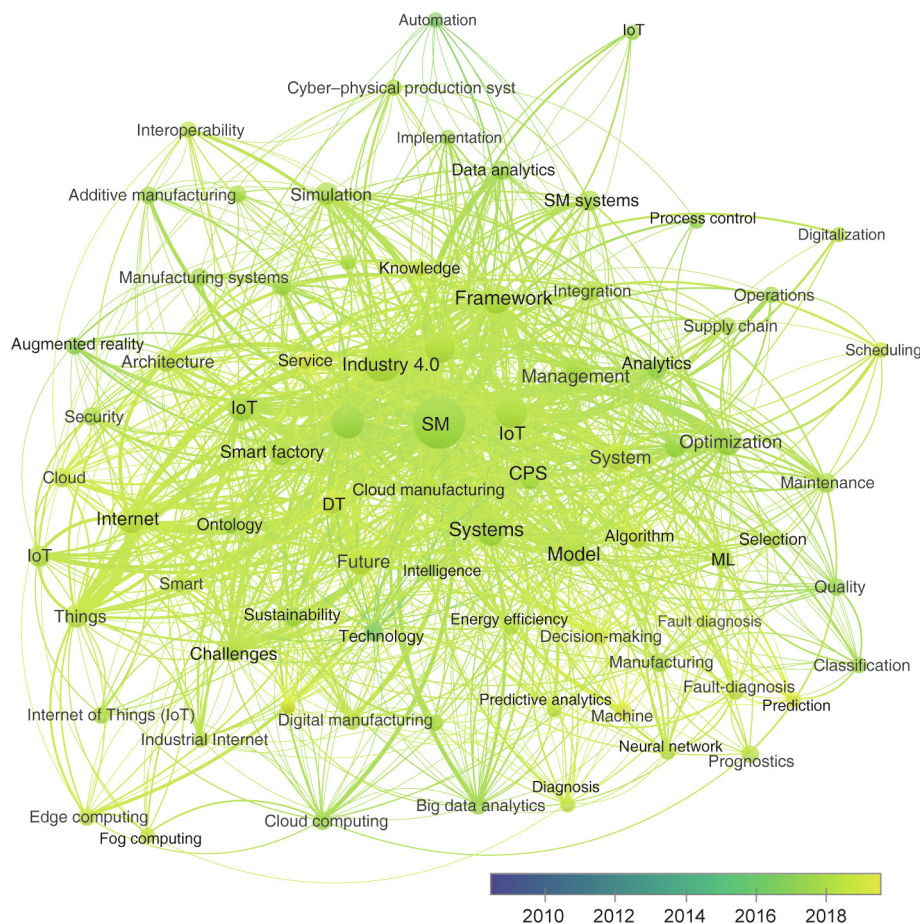 Automation
IoT
Cyber–physical production syst
Interoperability
Implementation
Data analytics
Additive manufacturing
Simulation
SM systems
Process control
Digitalization
Knowledge
Manufacturing systems
Framework
Integration
Operations
Supply chain
Augmented reality
Architecture
Service
Industry 4.0
Analytics
Scheduling
Management
IoT
Security
SM
IoT
Smart factory
Optimization
System
Cloud
CPS
Maintenance
Cloud manufacturing
DT
Internet
Ontology
Systems
Algorithm
Selection
IoT
Future
Model
ML
Intelligence
Smart
Quality
Things
Sustainability
Energy efficiency
Fault diagnosis
Technology
Decision-making
Challenges
Manufacturing
Classification
Fault-diagnosis
Predictive analytics
Prediction
Internet of Things (IoT)
Digital manufacturing
Machine
Industrial Internet
Neural network
Prognostics
Diagnosis
Edge computing
Cloud computing
Big data analytics
Fog computing
2010 2012 2014 2016 2018